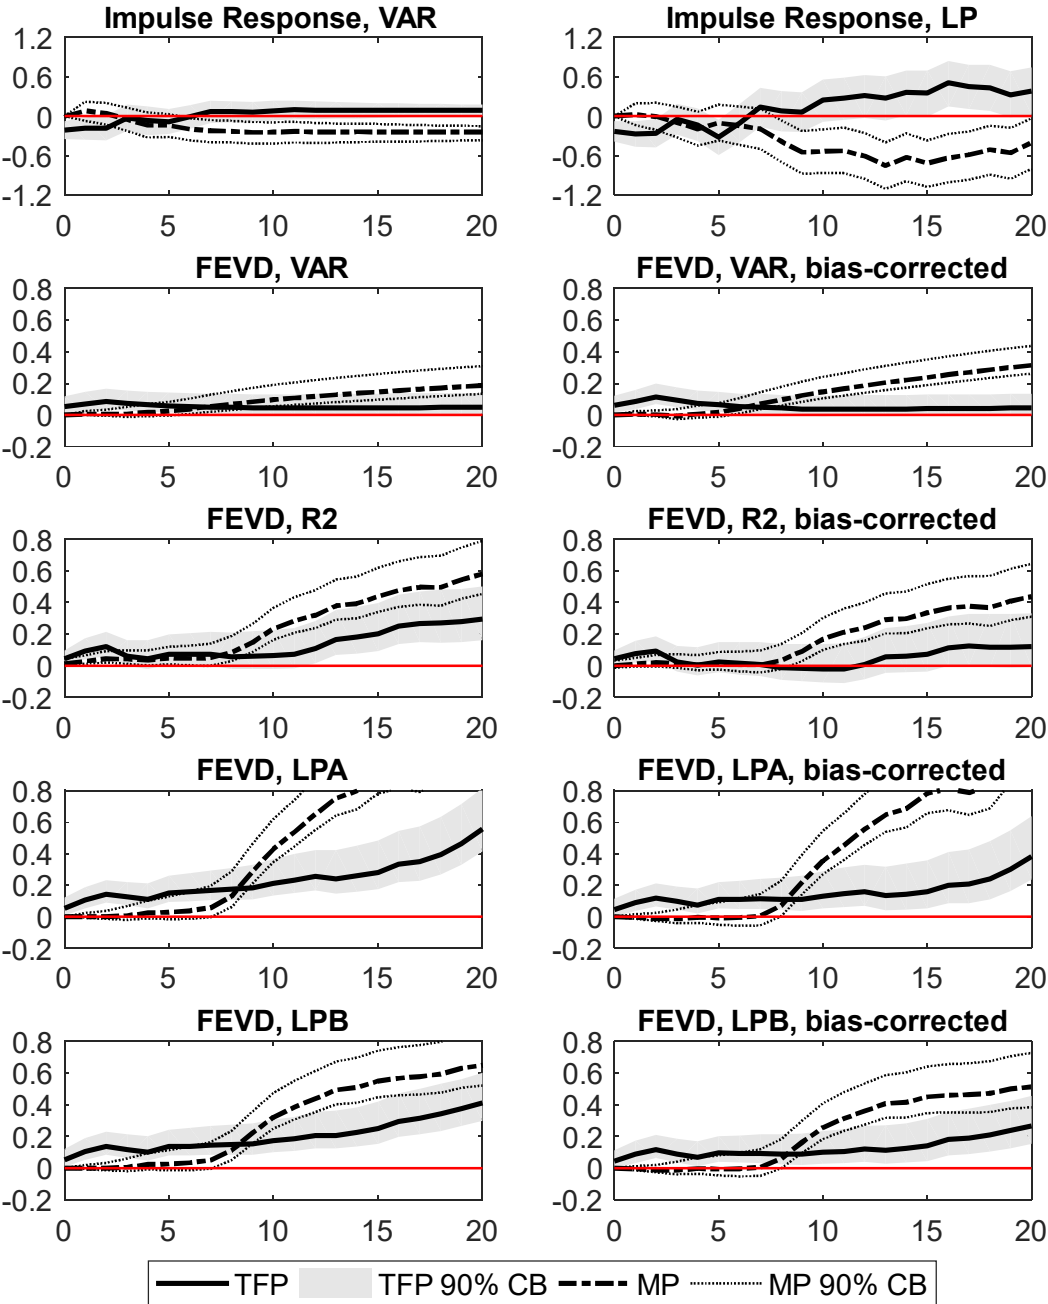 Impulse Response, VAR
1.2
0.6
0
-0.6
-1.2
0 5 10 15 20
Impulse Response, LP
1.2
0.6
0
-0.6
-1.2
0 5 10 15 20
FEVD, VAR
0.8
0.6
0.4
0.2
0
-0.2
0 5 10 15 20
FEVD, VAR, bias-corrected
0.8
0.6
0.4
0.2
0
-0.2
0 5 10 15 20
FEVD, R2
0.8
0.6
0.4
0.2
0
-0.2
0 5 10 15 20
FEVD, R2, bias-corrected
0.8
0.6
0.4
0.2
0
-0.2
0 5 10 15 20
FEVD, LPA
0.8
0.6
0.4
0.2
0
-0.2
0 5 10 15 20
FEVD, LPA, bias-corrected
0.8
0.6
0.4
0.2
0
-0.2
0 5 10 15 20
FEVD, LPB
0.8
0.6
0.4
0.2
0
-0.2
0 5 10 15 20
FEVD, LPB, bias-corrected
0.8
0.6
0.4
0.2
0
-0.2
0 5 10 15 20
TFP TFP 90% CB MP MP 90% CB